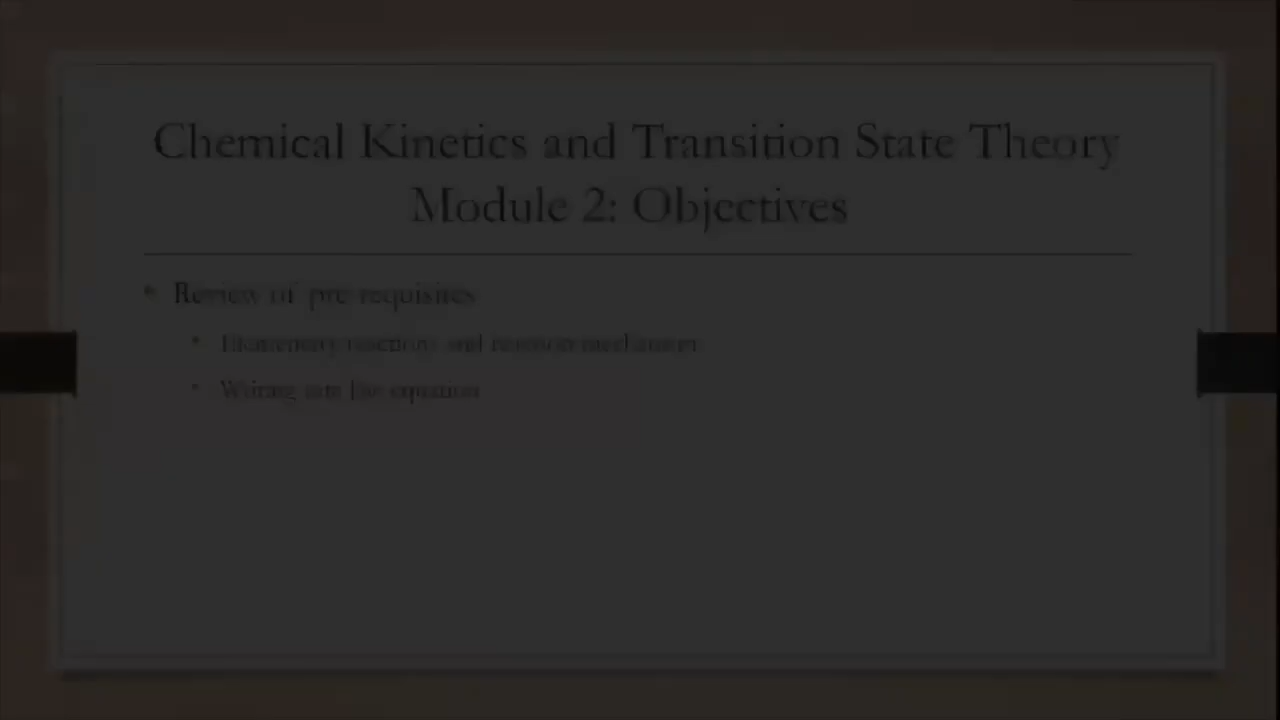 Chemical Kinetics and Transition State Theory
Module 2: Objectives
Review of pre requisites
Elementary reactions and reaction mechanism
Writing rate law equation